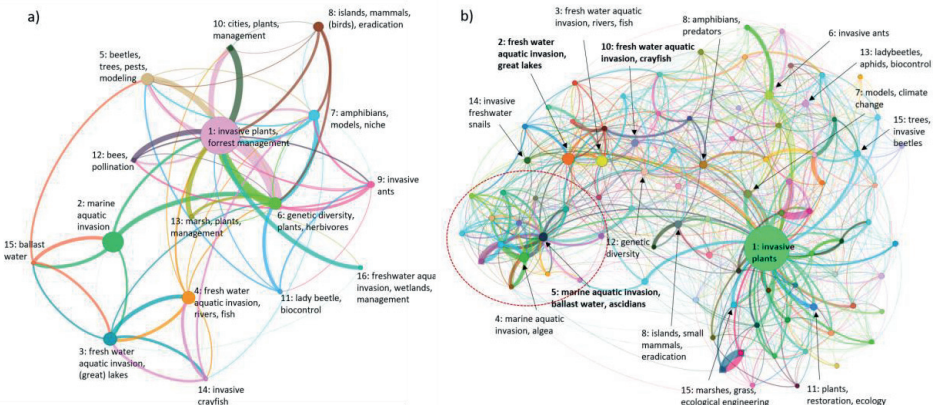 a)
10: cities, plants,
management
8: islands, mammals,
(birds), eradication
5: beetles,
trees, pests,
modeling
7: amphibians,
models, niche
1: invasive plants,
forrest management
12: bees,
pollination
9: invasive
ants
2: marine
aquatic
invasion
13: marsh, plants,
management
6: genetic diversity,
plants, herbivores
15: ballast
water
16: freshwater aqua
invasion, wetlands,
management
4: fresh water
aquatic invasion,
rivers, fish
11: lady beetle,
biocontrol
3: fresh water
aquatic invasion,
(great) lakes
14: invasive
crayfish
b)
3: fresh water aquatic
invasion, rivers, fish
8: amphibians,
predators
2: fresh water
aquatic invasion,
great lakes
10: fresh water aquatic
invasion, crayfish
6: invasive ants
13: ladybeetles,
aphids, biocontrol
7: models, climate
change
14: invasive
freshwater
snails
15: trees,
invasive
beetles
12: genetic
diversity
1: invasive
plants
5: marine aquatic invasion,
ballast water, ascidians
4: marine aquatic
invasion, algea
8: islands, small
mammals,
eradication
15: marshes, grass,
ecological engineering
11: plants,
restoration, ecology